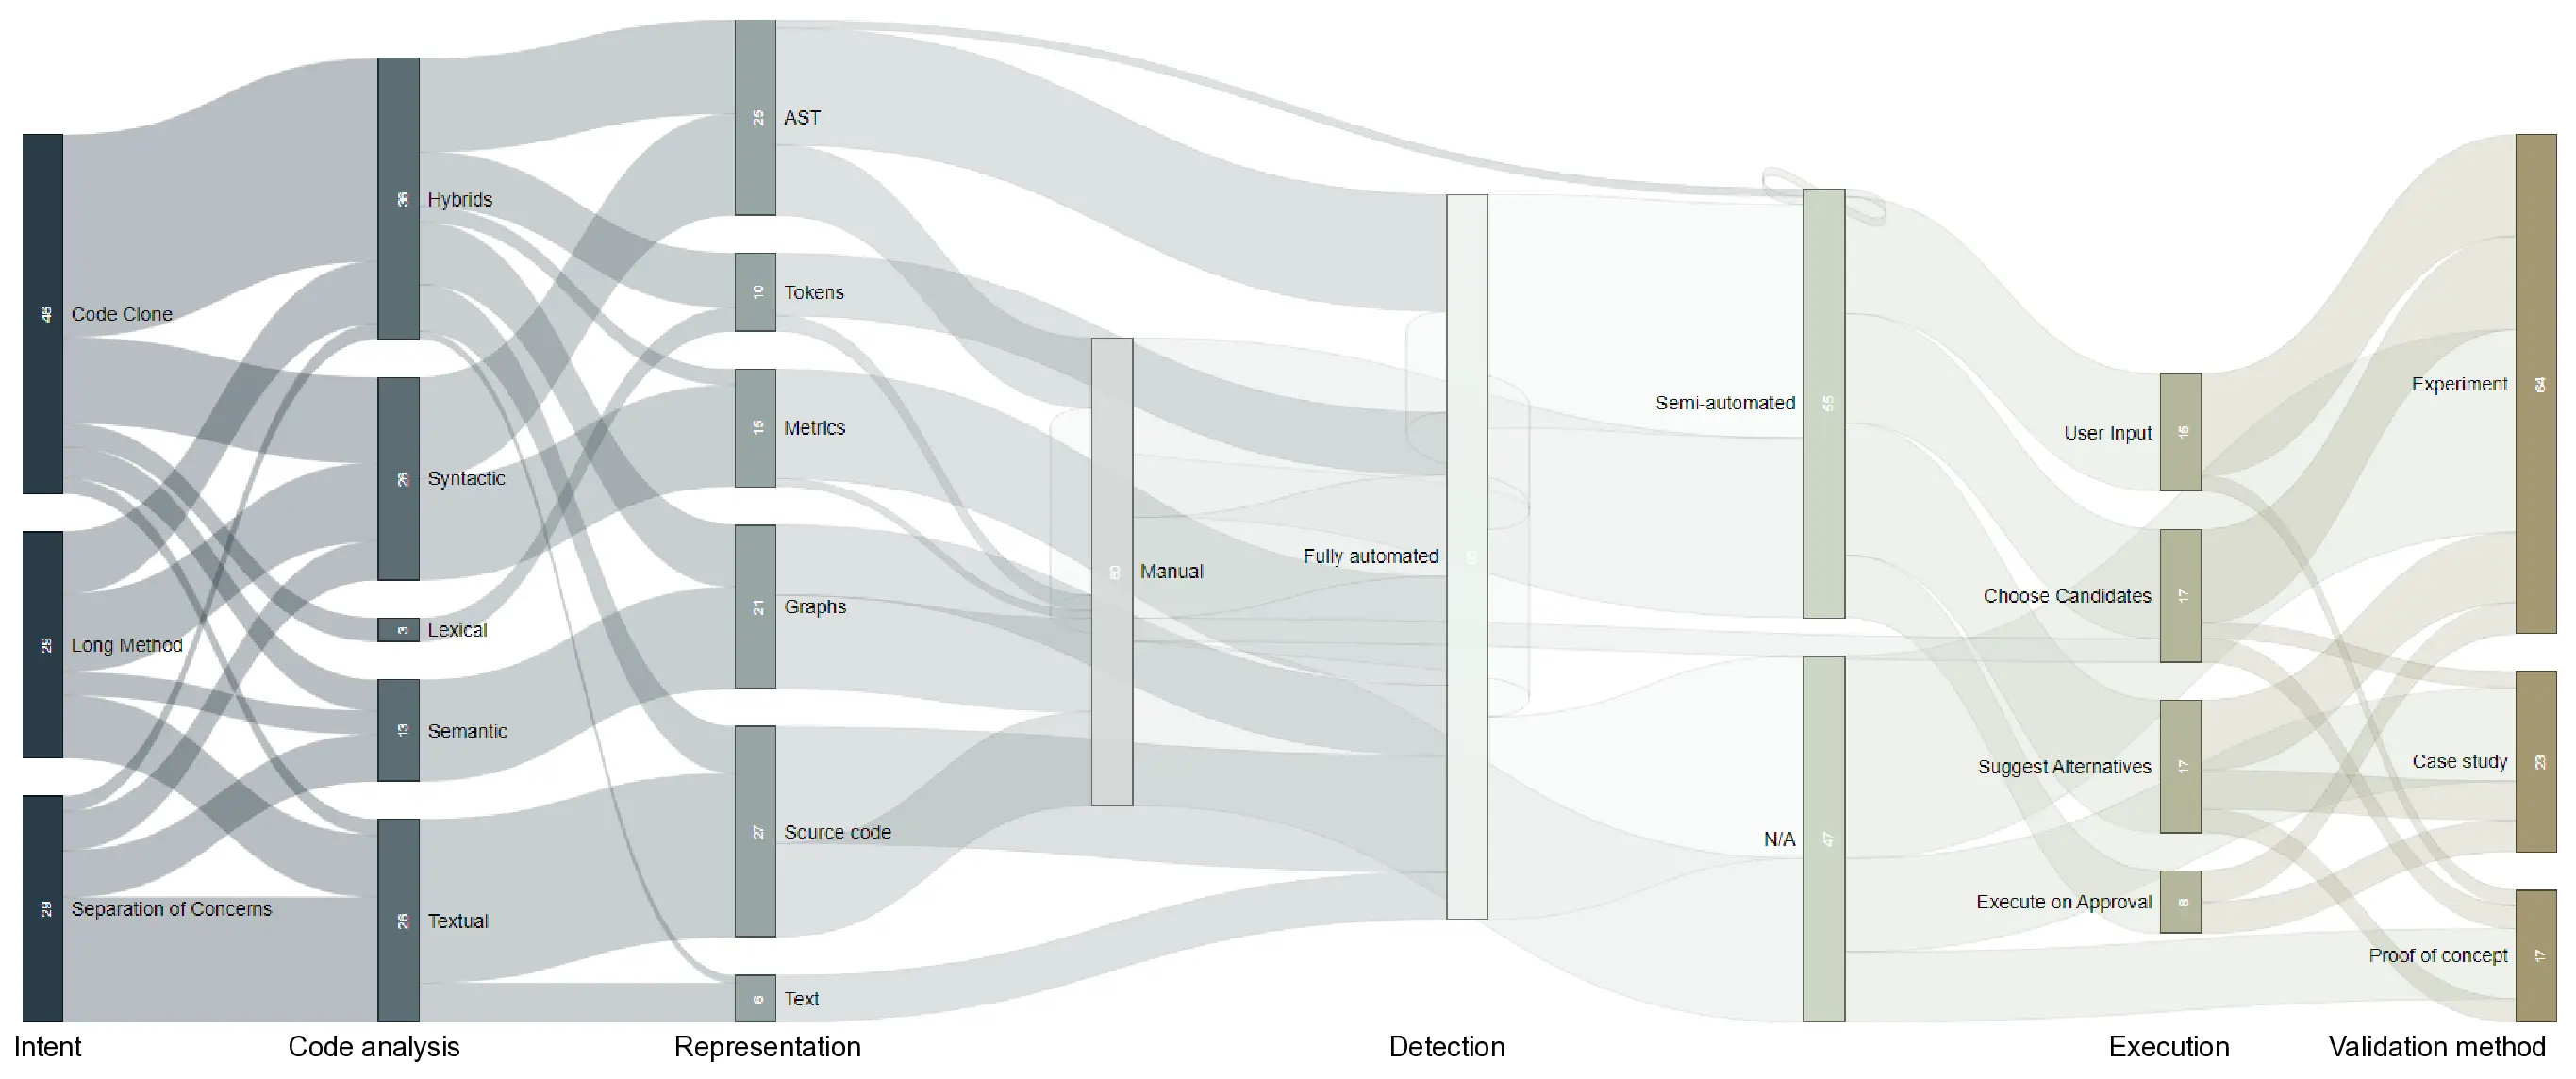 46
Code Clone
29
Long Method
29
Separation of Concerns
Intent
36
Hybrids
26
Syntactic
3
Lexical
13
Semantic
26
Textual
Code analysis
25
AST
10
Tokens
15
Metrics
21
Graphs
27
Source code
6
Text
Representation
60
Manual
Fully automated
Detection
Semi-automated
55
N/A
47
User Input
15
Choose Candidates
17
Suggest Alternatives
17
Execute on Approval
8
Execution
Experiment
64
Case study
23
Proof of concept
17
Validation method